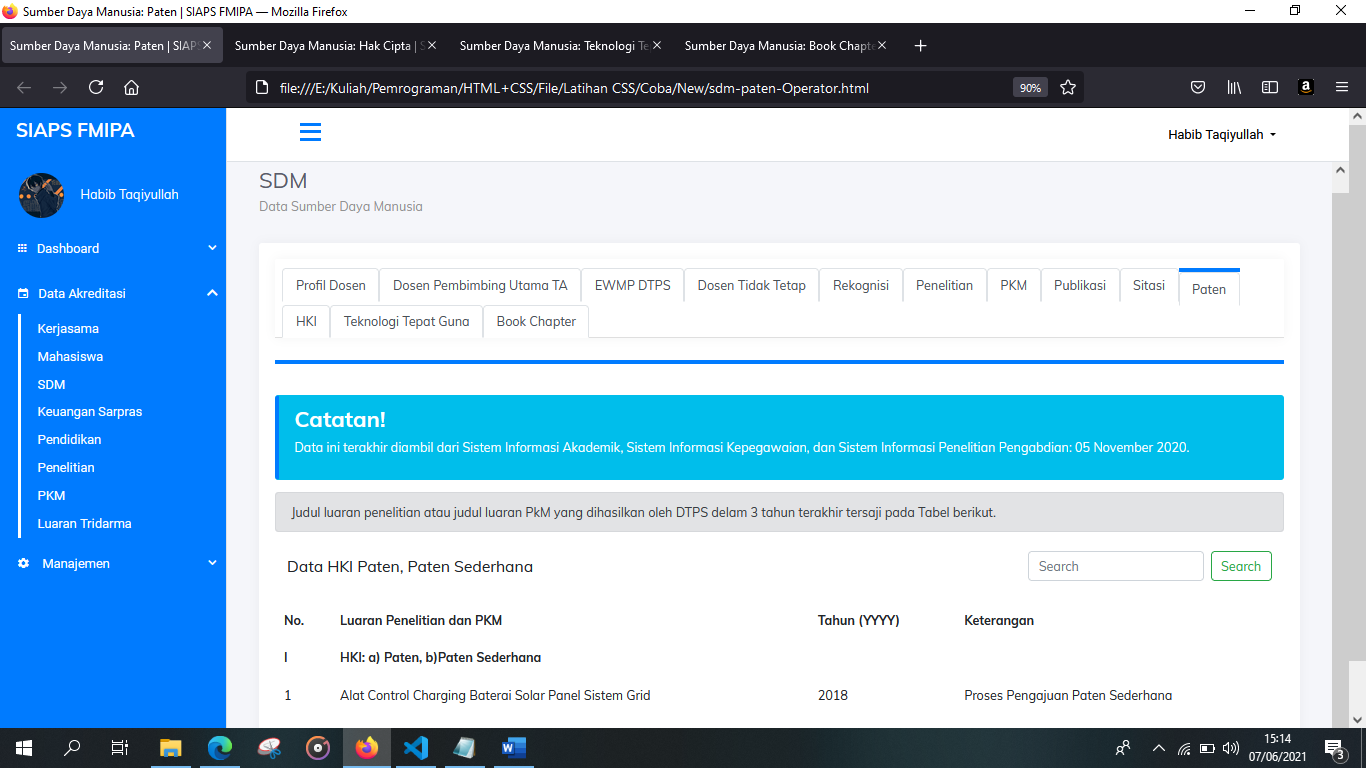 Sumber Daya Manusia: Paten | SIAPS FMIPA — Mozilla Firefox
Sumber Daya Manusia: Paten | SIAPS
Sumber Daya Manusia: Hak Cipta | S
Sumber Daya Manusia: Teknologi Te
Sumber Daya Manusia: Book Chapte
file:///E:/Kuliah/Pemrograman/HTML+CSS/File/Latihan CSS/Coba/New/sdm-paten-Operator.html
90%
SIAPS FMIPA
Habib Taqiyullah
Habib Taqiyullah
Dashboard
Data Akreditasi
Kerjasama
Mahasiswa
SDM
Keuangan Sarpras
Pendidikan
Penelitian
PKM
Luaran Tridarma
Manajemen
SDM
Data Sumber Daya Manusia
Profil Dosen Dosen Pembimbing Utama TA EWMP DTPS Dosen Tidak Tetap Rekognisi Penelitian PKM Publikasi Sitasi Paten
HKI Teknologi Tepat Guna Book Chapter
Catatan!
Data ini terakhir diambil dari Sistem Informasi Akademik, Sistem Informasi Kepegawaian, dan Sistem Informasi Penelitian Pengabdian: 05 November 2020.
Judul luaran penelitian atau judul luaran PkM yang dihasilkan oleh DTPS delam 3 tahun terakhir tersaji pada Tabel berikut.
Data HKI Paten, Paten Sederhana
Search Search
No. Luaran Penelitian dan PKM Tahun (YYYY) Keterangan
I HKI: a) Paten, b)Paten Sederhana
1 Alat Control Charging Baterai Solar Panel Sistem Grid 2018 Proses Pengajuan Paten Sederhana
15:14
07/06/2021
3